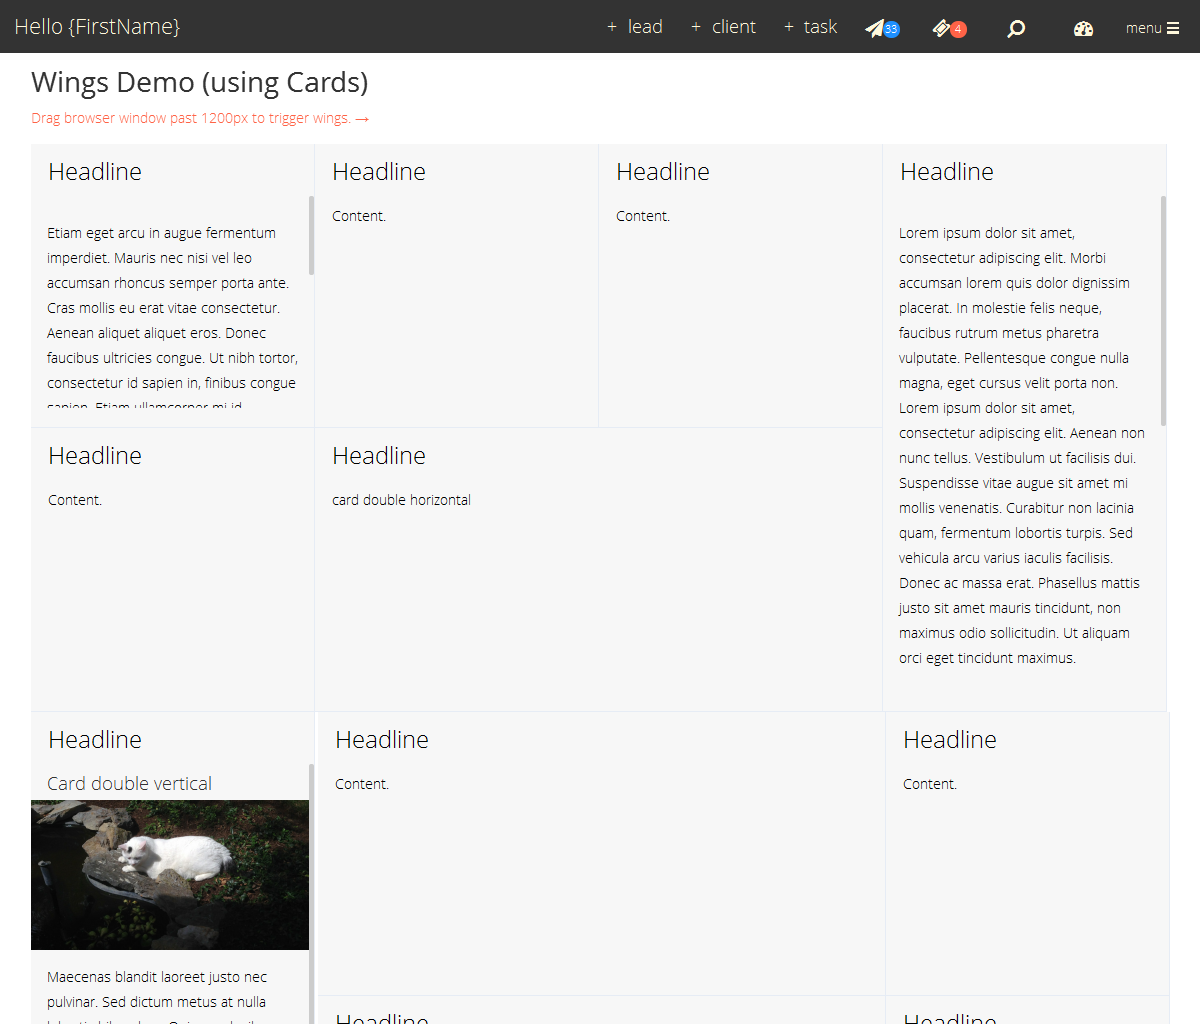 Hello {FirstName}
+ lead
+ client
+ task
33
4
menu
Wings Demo (using Cards)
Drag browser window past 1200px to trigger wings. →
Headline
Etiam eget arcu in augue fermentum
imperdiet. Mauris nec nisi vel leo
accumsan rhoncus semper porta ante.
Cras mollis eu erat vitae consectetur.
Aenean aliquet aliquet eros. Donec
faucibus ultricies congue. Ut nibh tortor,
consectetur id sapien in, finibus congue
sapien. Etiam ullamcorper mi id
Headline
Content.
Headline
Content.
Headline
Lorem ipsum dolor sit amet,
consectetur adipiscing elit. Morbi
accumsan lorem quis dolor dignissim
placerat. In molestie felis neque,
faucibus rutrum metus pharetra
vulputate. Pellentesque congue nulla
magna, eget cursus velit porta non.
Lorem ipsum dolor sit amet,
consectetur adipiscing elit. Aenean non
nunc tellus. Vestibulum ut facilisis dui.
Suspendisse vitae augue sit amet mi
mollis venenatis. Curabitur non lacinia
quam, fermentum lobortis turpis. Sed
vehicula arcu varius iaculis facilisis.
Donec ac massa erat. Phasellus mattis
justo sit amet mauris tincidunt, non
maximus odio sollicitudin. Ut aliquam
orci eget tincidunt maximus.
Headline
Content.
Headline
card double horizontal
Headline
Card double vertical
Maecenas blandit laoreet justo nec
pulvinar. Sed dictum metus at nulla
Headline
Content.
Headline
Content.
Headline
Headline